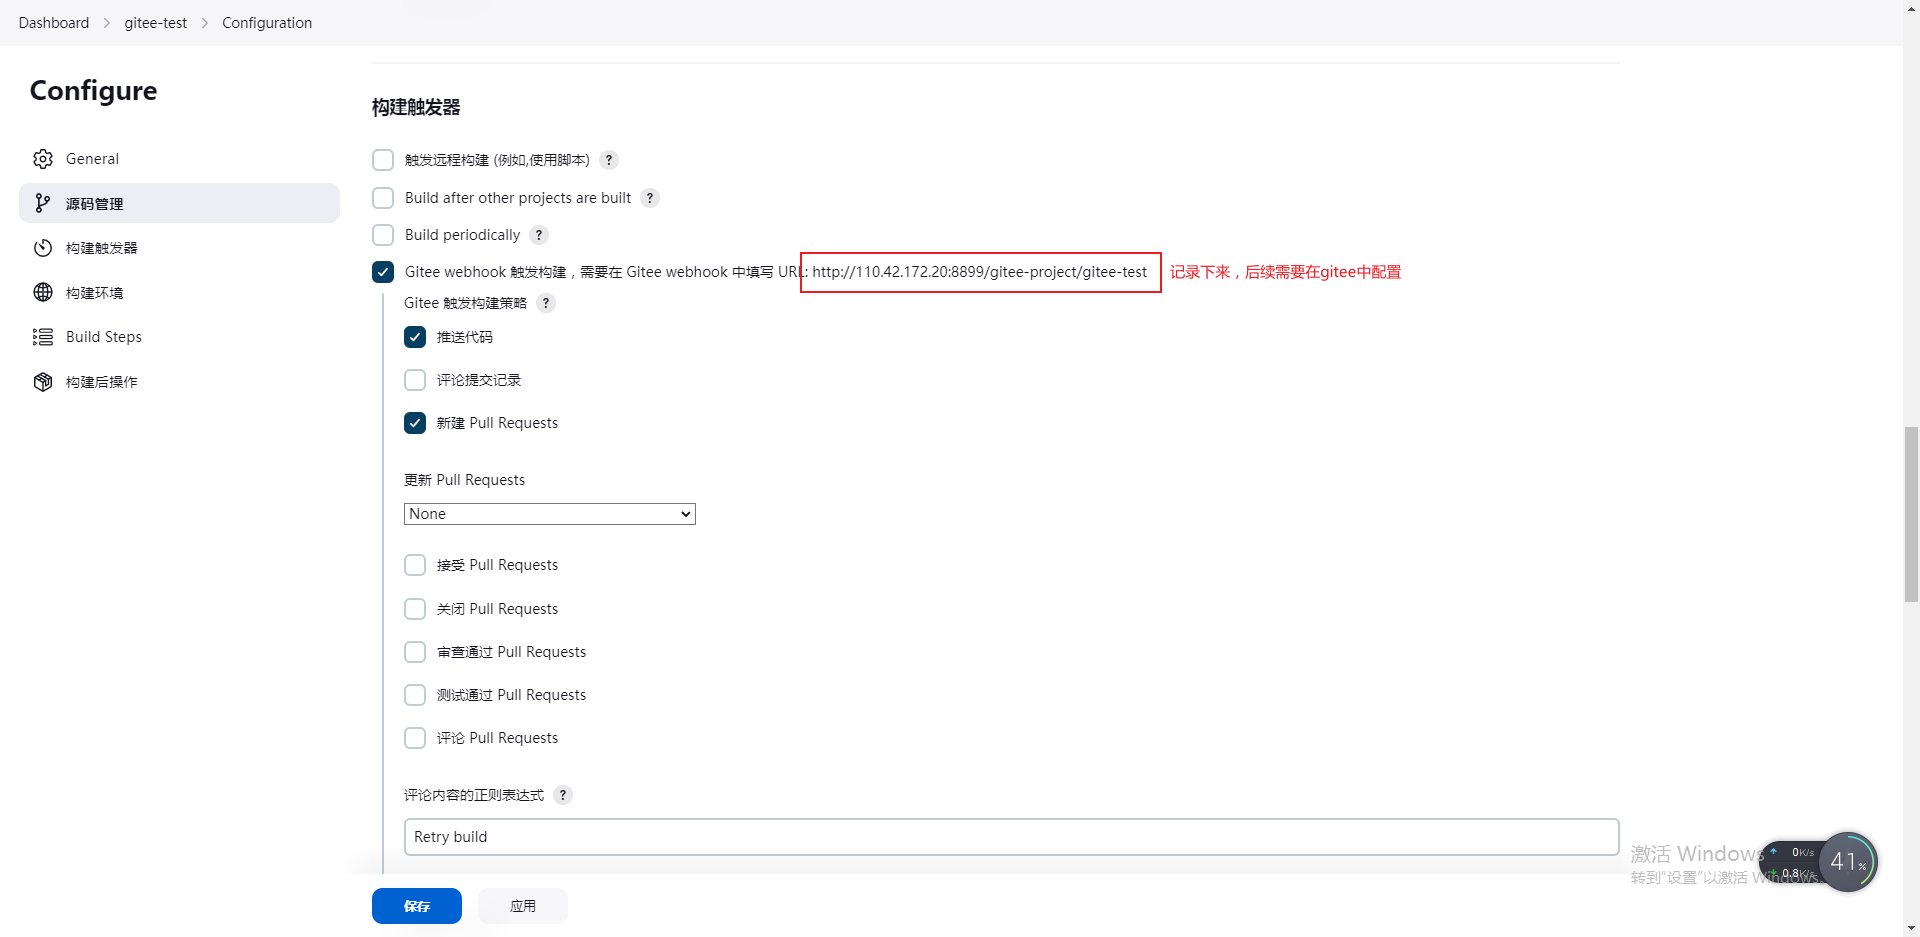 Dashboard > gitee-test > Configuration
Configure
General
源码管理
构建触发器
构建环境
Build Steps
构建后操作
构建触发器
触发远程构建 (例如,使用脚本) ?
Build after other projects are built ?
Build periodically ?
Gitee webhook 触发构建，需要在 Gitee webhook 中填写 URL: http://110.42.172.20:8899/gitee-project/gitee-test 记录下来，后续需要在gitee中配置
Gitee 触发构建策略 ?
推送代码
评论提交记录
新建 Pull Requests
更新 Pull Requests
None
接受 Pull Requests
关闭 Pull Requests
审查通过 Pull Requests
测试通过 Pull Requests
评论 Pull Requests
评论内容的正则表达式 ?
Retry build
保存
应用
激活 Windows
转到"设置"以激活 Windows。
0K/s
0.8K/s
41%